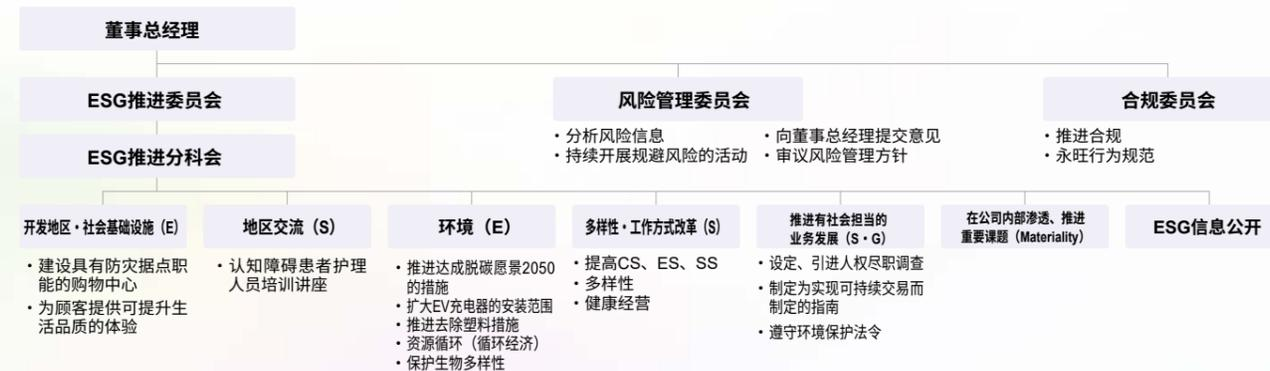 董事总经理
ESG推进委员会
风险管理委员会
合规委员会
・分析风险信息
・持续开展规避风险的活动
・向董事总经理提交意见
・审议风险管理方针
・推进合规
・永旺行为规范
ESG推进分科会
开发地区・社会基础设施（E）
地区交流（S）
环境（E）
多样性・工作方式改革（S）
推进有社会担当的
业务发展（S・G）
在公司内部渗透、推进
重要课题（Materiality）
ESG信息公开
・建设具有防灾据点职
能的购物中心
・为顾客提供可提升生
活品质的体验
・认知障碍患者护理
人员培训讲座
・推进达成脱碳愿景2050
的措施
・扩大EV充电器的安装范围
・推进去除塑料措施
・资源循环（循环经济）
・保护生物多样性
・提高CS、ES、SS
・多样性
・健康经营
・设定、引进人权尽职调查
・制定为实现可持续交易而
制定的指南
・遵守环境保护法令